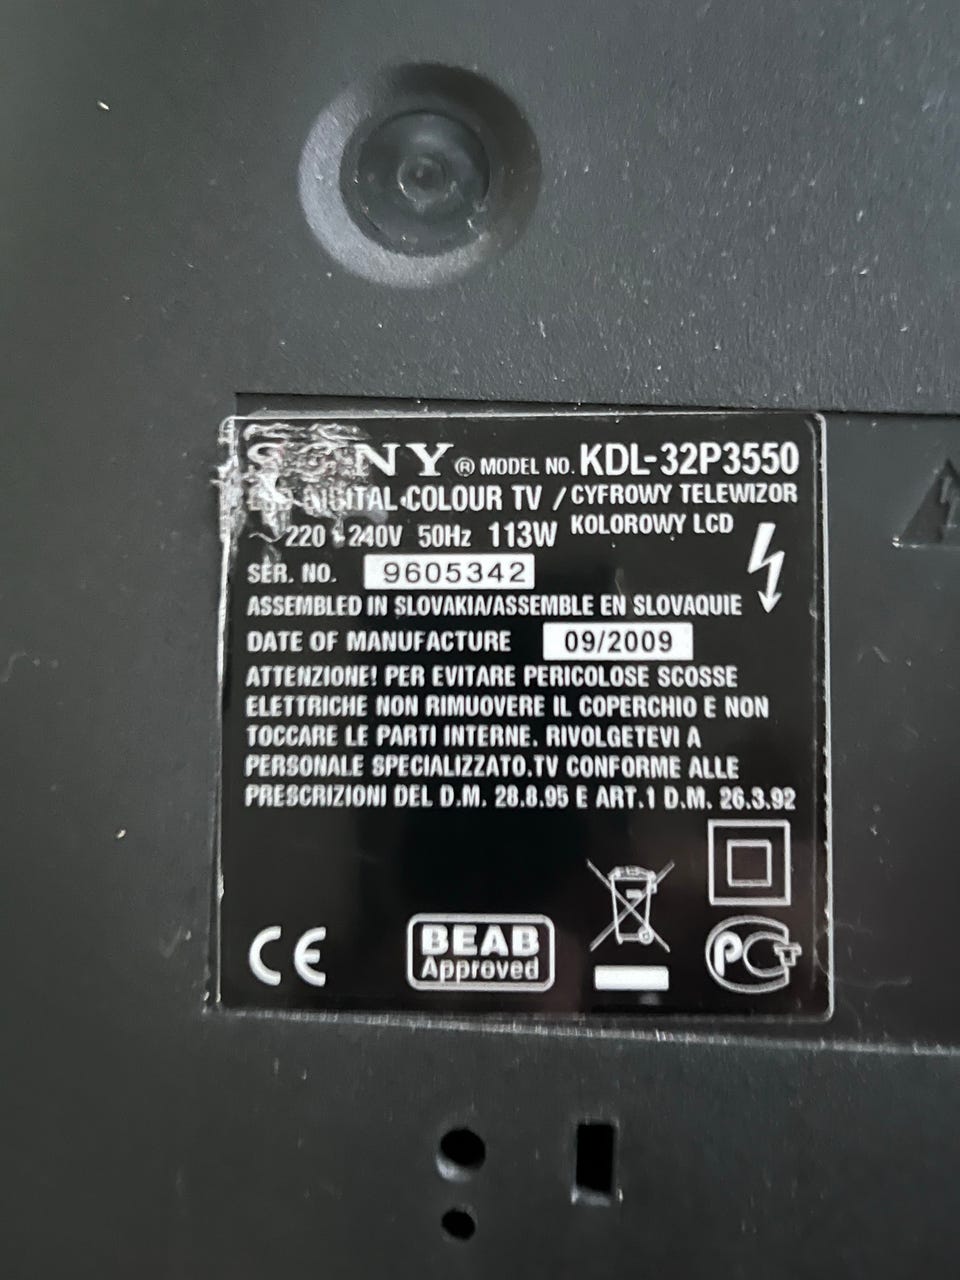 SONY ® MODEL NO. KDL-32P3550
LCD DIGITAL COLOUR TV / CYFROWY TELEWIZOR
KOLOROWY LCD
~ 220 - 240V 50Hz 113W
SER. NO. 9605342
ASSEMBLED IN SLOVAKIA/ASSEMBLE EN SLOVAQUIE
DATE OF MANUFACTURE 09/2009
ATTENZIONE! PER EVITARE PERICOLOSE SCOSSE
ELETTRICHE NON RIMUOVERE IL COPERCHIO E NON
TOCCARE LE PARTI INTERNE. RIVOLGETEVI A
PERSONALE SPECIALIZZATO.TV CONFORME ALLE
PRESCRIZIONI DEL D.M. 28.8.95 E ART.1 D.M. 26.3.92
CE
BEAB
Approved
PCT